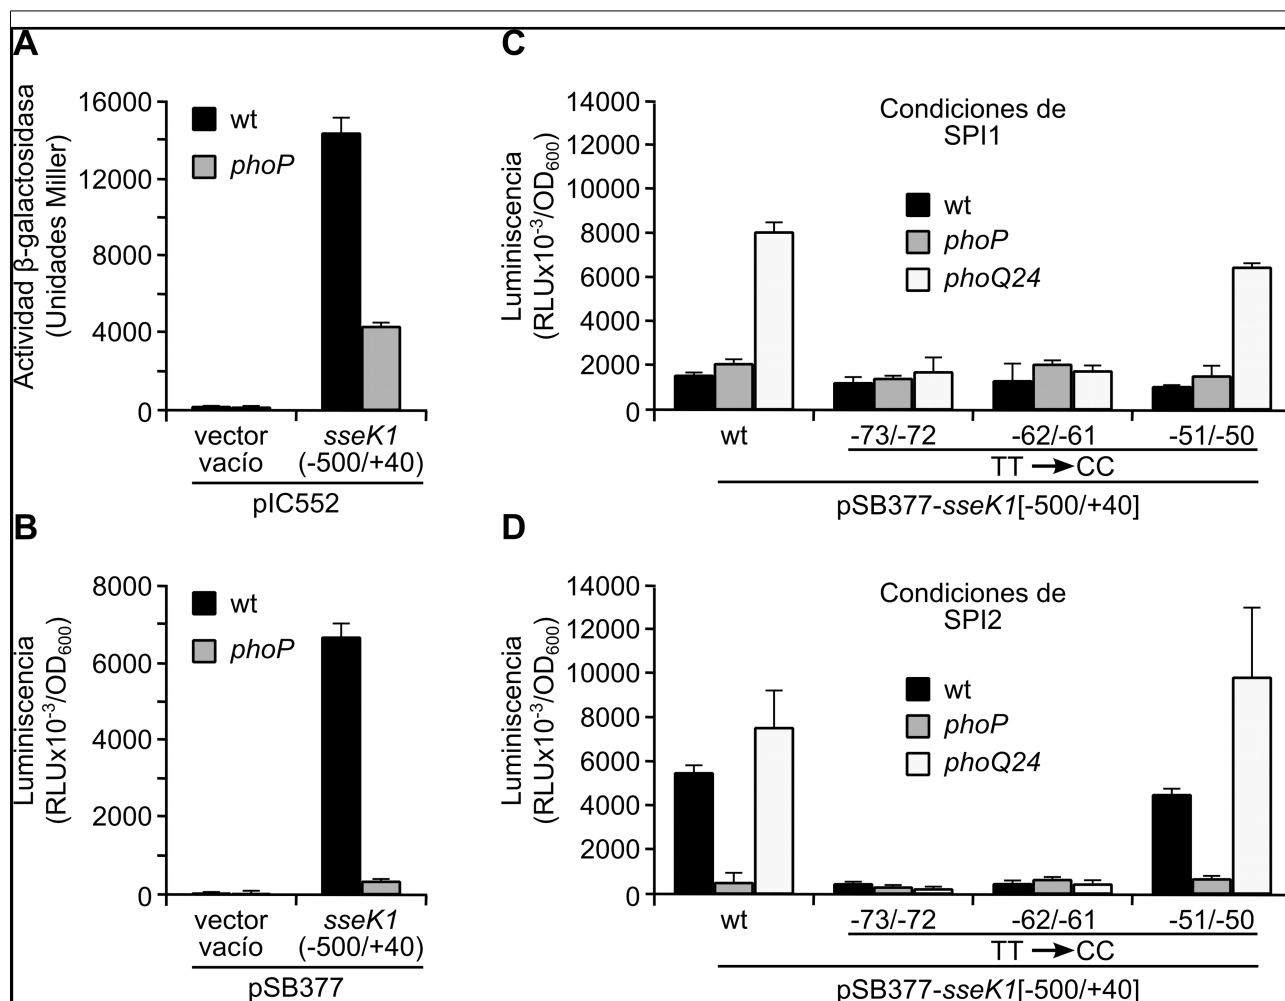 A
Actividad β-galactosidasa
(Unidades Miller)
16000
12000
8000
4000
0
wt
phoP
vector
vacío
sseK1
(-500/+40)
pIC552
B
Luminiscencia
(RLUx10⁻³/OD₆₀₀)
8000
6000
4000
2000
0
wt
phoP
vector
vacío
sseK1
(-500/+40)
pSB377
C
Luminiscencia
(RLUx10⁻³/OD₆₀₀)
14000
12000
10000
8000
6000
4000
2000
0
Condiciones de
SPI1
wt
phoP
phoQ24
wt -73/-72 -62/-61 -51/-50
TT → CC
pSB377-sseK1[-500/+40]
D
Luminiscencia
(RLUx10⁻³/OD₆₀₀)
14000
12000
10000
8000
6000
4000
2000
0
Condiciones de
SPI2
wt
phoP
phoQ24
wt -73/-72 -62/-61 -51/-50
TT → CC
pSB377-sseK1[-500/+40]